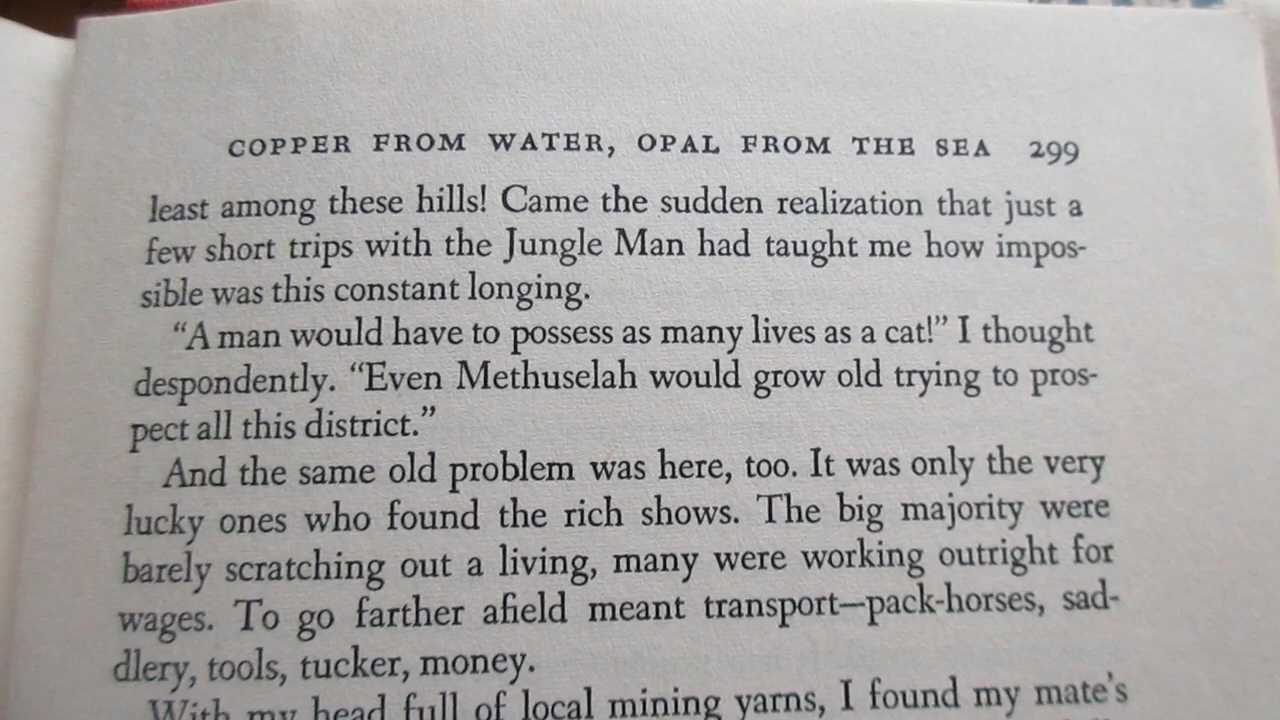 COPPER FROM WATER, OPAL FROM THE SEA 299
least among these hills! Came the sudden realization that just a
few short trips with the Jungle Man had taught me how impos-
sible was this constant longing.
“A man would have to possess as many lives as a cat!” I thought
despondently. “Even Methuselah would grow old trying to pros-
pect all this district.”
And the same old problem was here, too. It was only the very
lucky ones who found the rich shows. The big majority were
barely scratching out a living, many were working outright for
wages. To go farther afield meant transport—pack-horses, sad-
dlery, tools, tucker, money.
With my head full of local mining yarns, I found my mate's